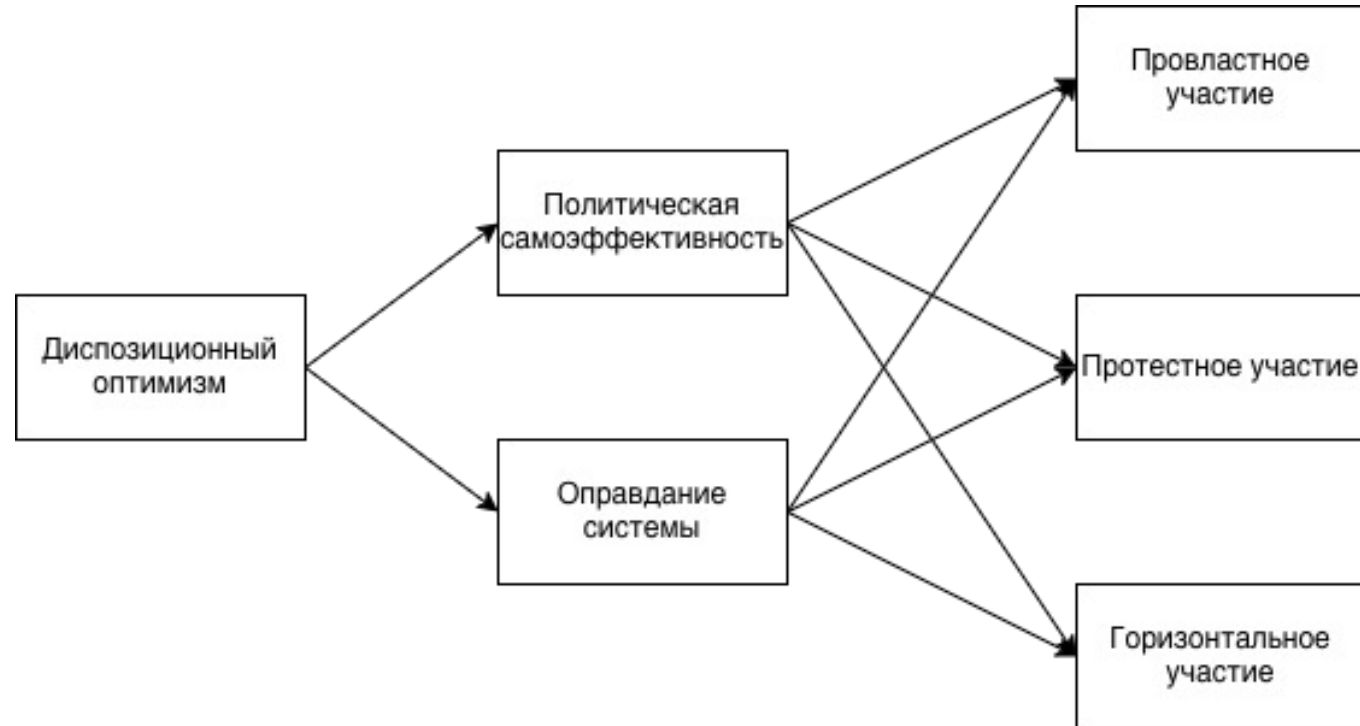 Провластное
участие
Политическая
самоэффективность
Диспозиционный
оптимизм
Протестное участие
Оправдание
системы
Горизонтальное
участие